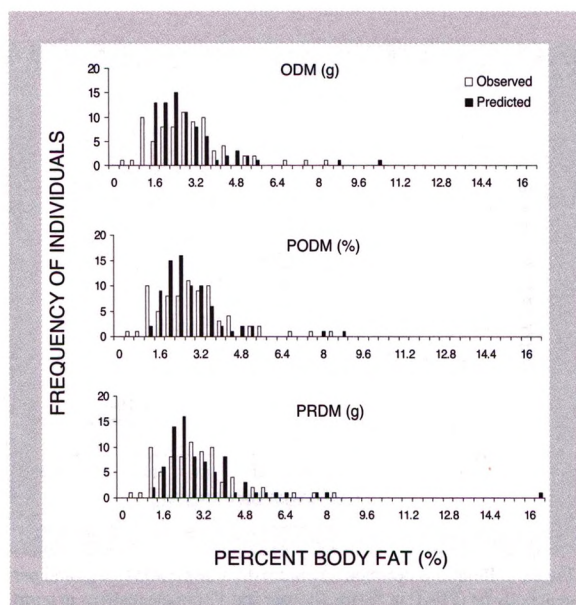 ODM (g)
Observed
Predicted
20
15
10
5
0
0 1.6 3.2 4.8 6.4 8 9.6 11.2 12.8 14.4 16
PODM (%)
20
15
10
5
0
0 1.6 3.2 4.8 6.4 8 9.6 11.2 12.8 14.4 16
PRDM (g)
20
15
10
5
0
0 1.6 3.2 4.8 6.4 8 9.6 11.2 12.8 14.4 16
FREQUENCY OF INDIVIDUALS
PERCENT BODY FAT (%)